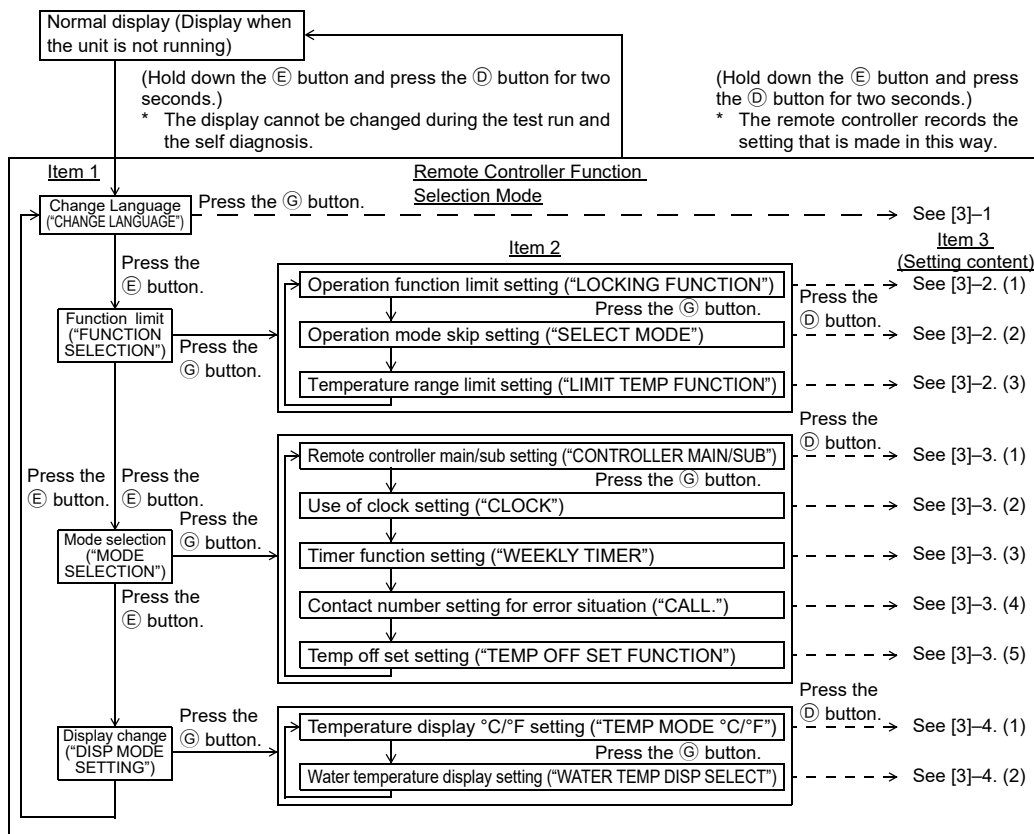 Normal display (Display when
the unit is not running)
(Hold down the Ⓔ button and press the Ⓓ button for two
seconds.)
* The display cannot be changed during the test run and
the self diagnosis.
(Hold down the Ⓔ button and press
the Ⓓ button for two seconds.)
* The remote controller records the
setting that is made in this way.
Item 1
Remote Controller Function
Selection Mode
Change Language
(“CHANGE LANGUAGE”)
Press the Ⓖ button.
See [3]–1
Item 2
Item 3
(Setting content)
Press the
Ⓔ button.
Function limit
(“FUNCTION
SELECTION”)
Press the
Ⓖ button.
Operation function limit setting (“LOCKING FUNCTION”)
Press the Ⓖ button.
Press the
Ⓓ button.
See [3]–2. (1)
Operation mode skip setting (“SELECT MODE”)
See [3]–2. (2)
Temperature range limit setting (“LIMIT TEMP FUNCTION”)
See [3]–2. (3)
Press the
Ⓔ button.
Press the
Ⓔ button.
Mode selection
(“MODE
SELECTION”)
Press the
Ⓖ button.
Press the
Ⓓ button.
Remote controller main/sub setting (“CONTROLLER MAIN/SUB”)
Press the Ⓖ button.
See [3]–3. (1)
Use of clock setting (“CLOCK”)
See [3]–3. (2)
Timer function setting (“WEEKLY TIMER”)
See [3]–3. (3)
Contact number setting for error situation (“CALL.”)
See [3]–3. (4)
Temp off set setting (“TEMP OFF SET FUNCTION”)
See [3]–3. (5)
Press the
Ⓔ button.
Display change
(“DISP MODE
SETTING”)
Press the
Ⓖ button.
Press the
Ⓓ button.
Temperature display °C/°F setting (“TEMP MODE °C/°F”)
Press the Ⓖ button.
See [3]–4. (1)
Water temperature display setting (“WATER TEMP DISP SELECT”)
See [3]–4. (2)